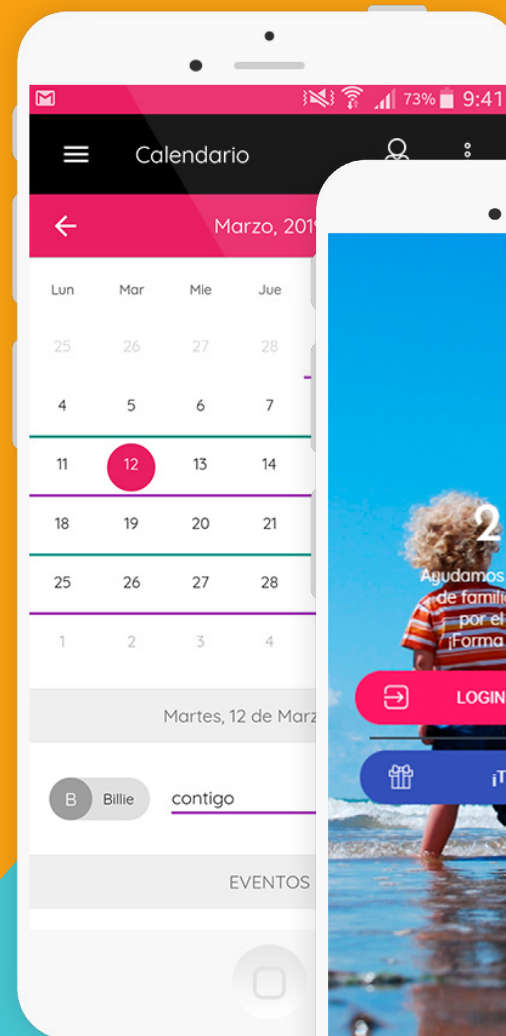 73% 9:41
Calendario
Marzo, 2019
Lun Mar Mie Jue
25 26 27 28
4 5 6 7
11 12 13 14
18 19 20 21
25 26 27 28
1 2 3 4
Martes, 12 de Marz
B Billie contigo
EVENTOS
2
Ayudamos
de famili
por el
¡Forma
LOGIN
¡T